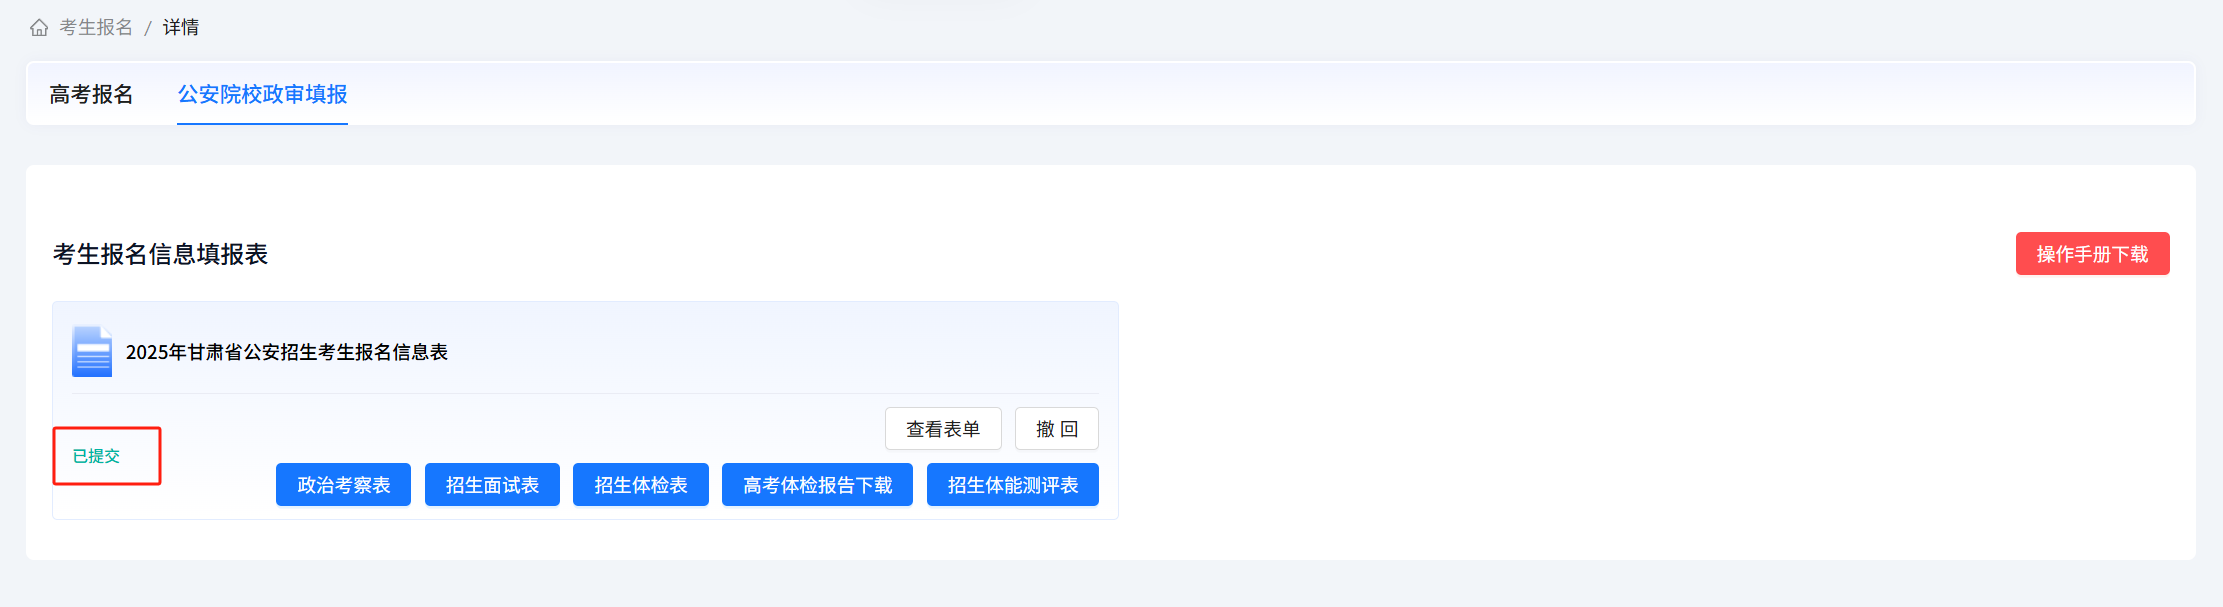 考生报名 / 详情
高考报名 公安院校政审填报
考生报名信息填报表 操作手册下载
2025年甘肃省公安招生考生报名信息表
查看表单 撤 回
已提交
政治考察表 招生面试表 招生体检表 高考体检报告下载 招生体能测评表